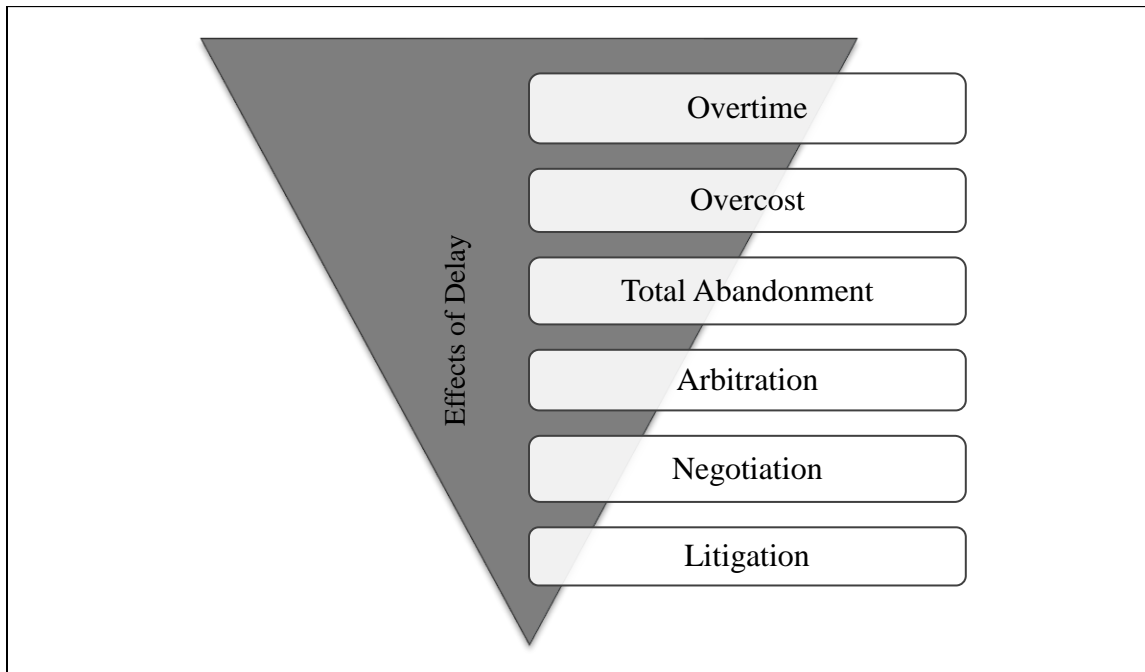 Effects of Delay
Overtime
Overcost
Total Abandonment
Arbitration
Negotiation
Litigation